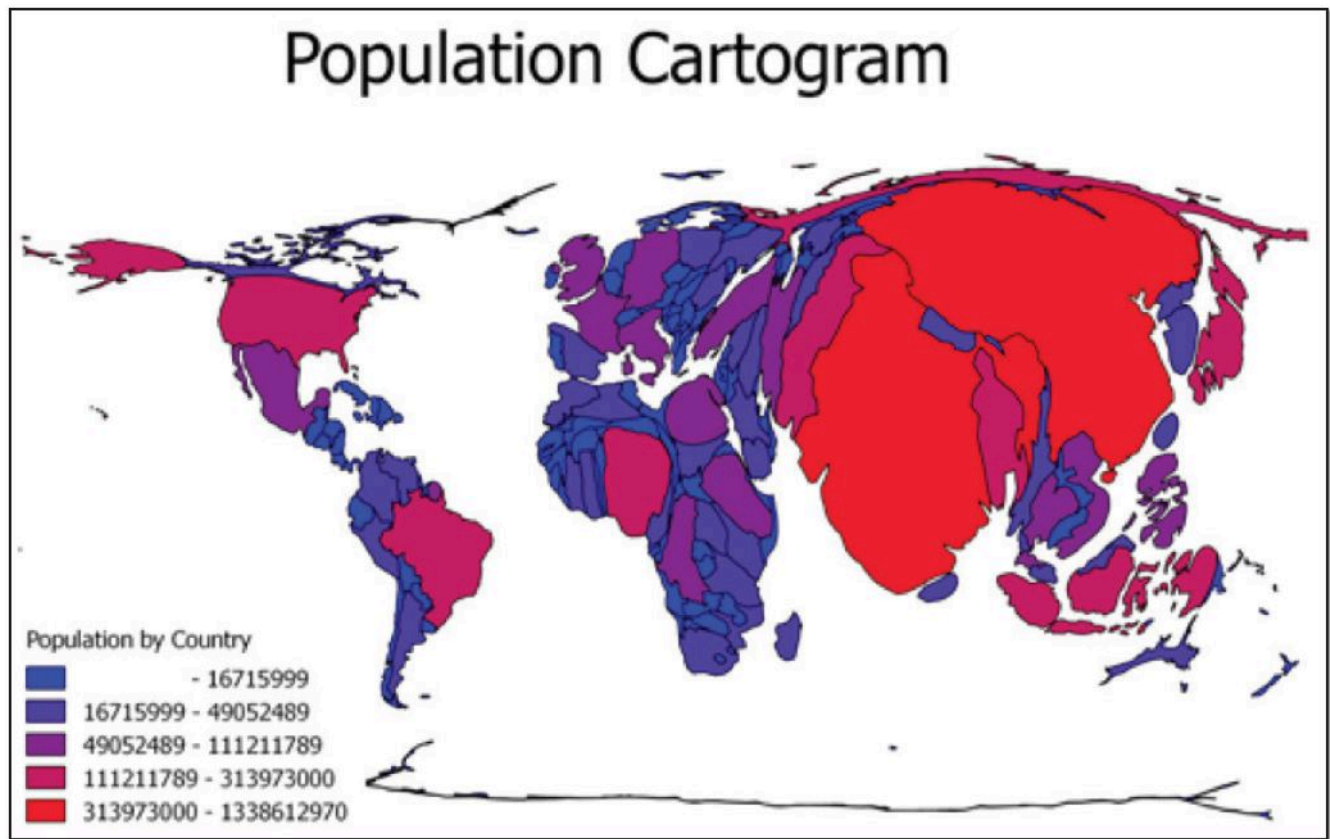 Population Cartogram
Population by Country
- 16715999
16715999 - 49052489
49052489 - 111211789
111211789 - 313973000
313973000 - 1338612970